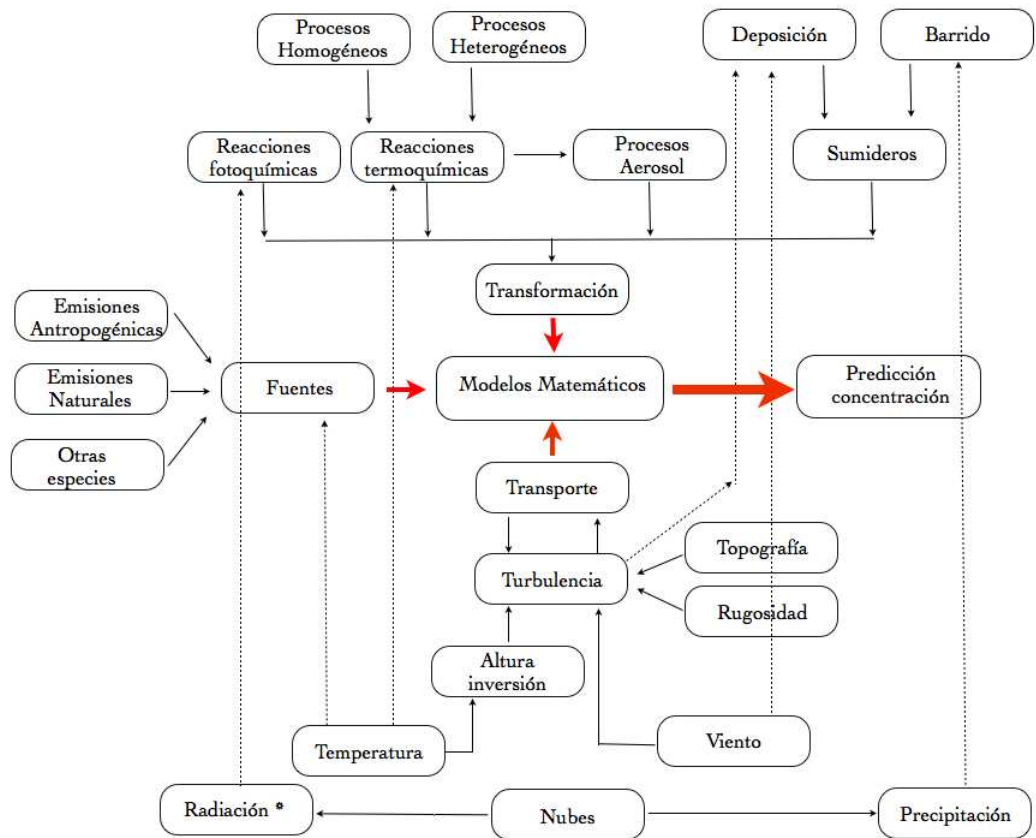 Procesos
Homogéneos
Procesos
Heterogéneos
Deposición
Barrido
Reacciones
fotoquímicas
Reacciones
termoquímicas
Procesos
Aerosol
Sumideros
Transformación
Emisiones
Antropogénicas
Emisiones
Naturales
Otras
especies
Fuentes
Modelos Matemáticos
Predicción
concentración
Transporte
Turbulencia
Topografía
Rugosidad
Altura
inversión
Temperatura
Viento
Radiación *
Nubes
Precipitación